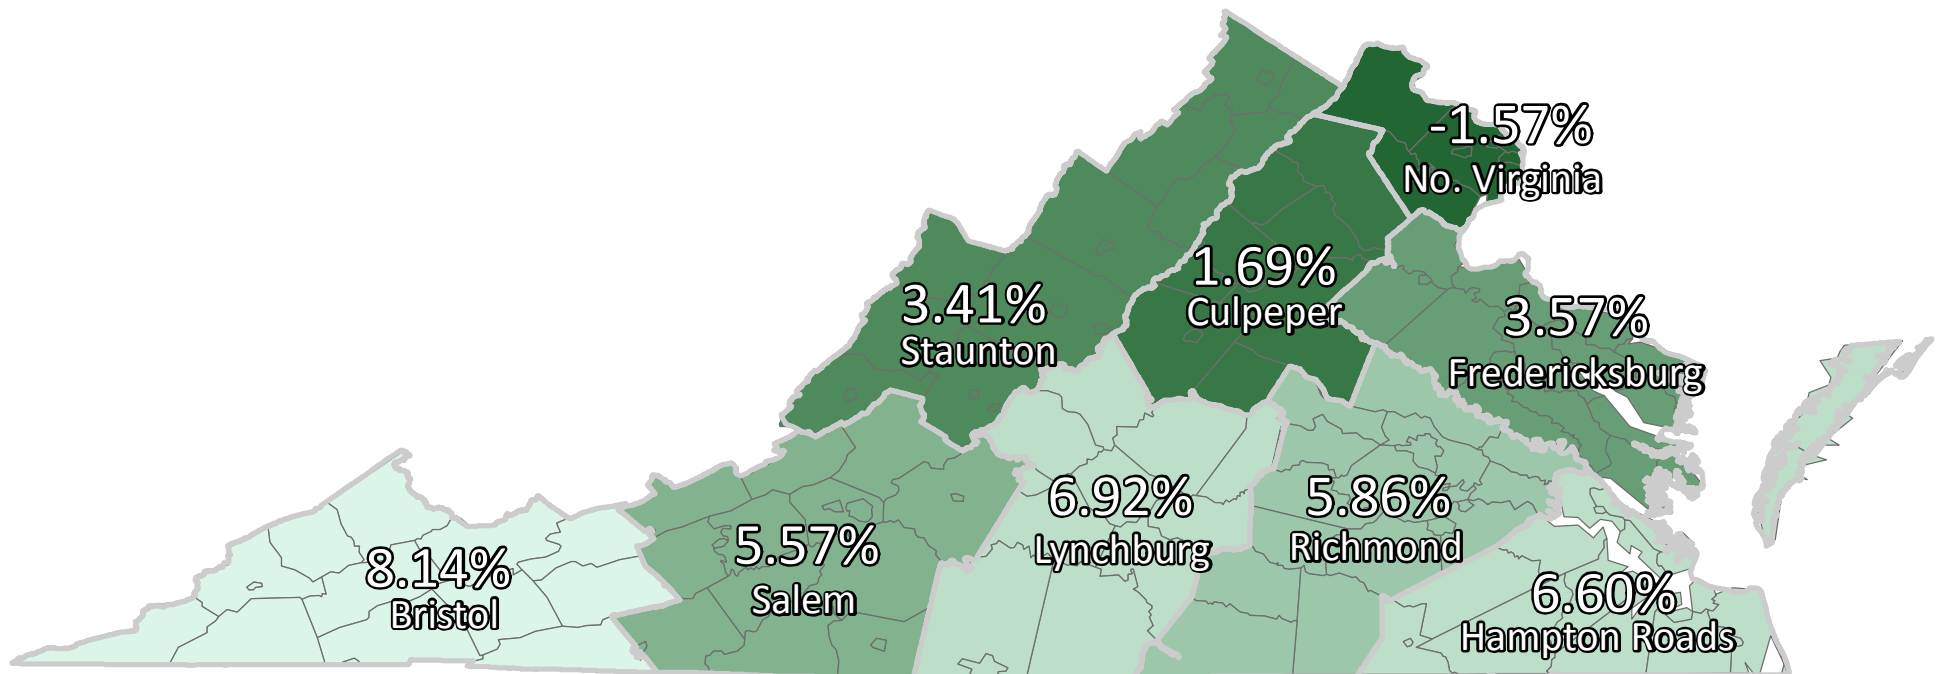 -1.57%
No. Virginia
1.69%
Culpeper
3.41%
Staunton
3.57%
Fredericksburg
6.92%
Lynchburg
5.86%
Richmond
5.57%
Salem
8.14%
Bristol
6.60%
Hampton Roads